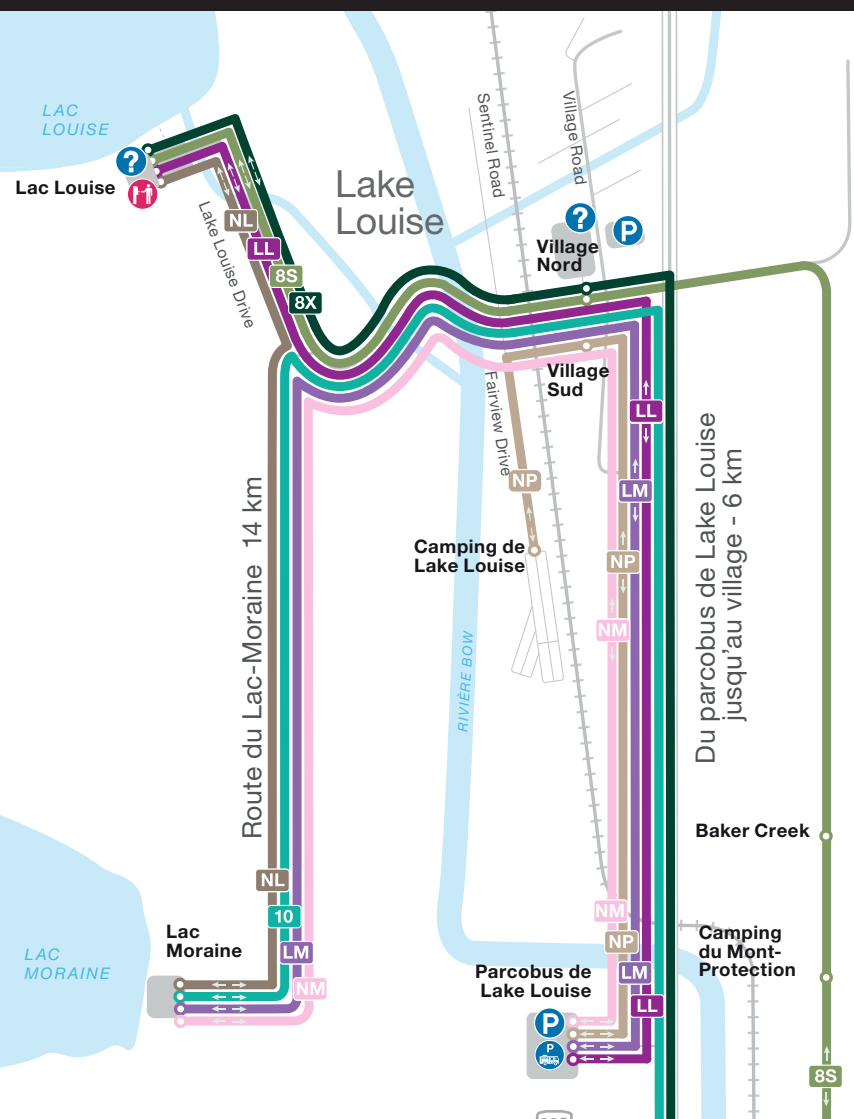 LAC
LOUISE
?
Lac Louise
Lake Louise Drive
NL
LL
8S
8X
Lake
Louise
Sentinel Road
Village Road
?
P
Village
Nord
Village
Sud
Fairview Drive
NP
Camping de
Lake Louise
LL
LM
NP
NM
Du parcobus de Lake Louise
jusqu'au village - 6 km
Route du Lac-Moraine 14 km
RIVIÈRE BOW
Baker Creek
NL
10
LM
NM
Lac
Moraine
LAC
MORAINE
NM
NP
LM
LL
Camping
du Mont-
Protection
Parcobus de
Lake Louise
P
P
8S